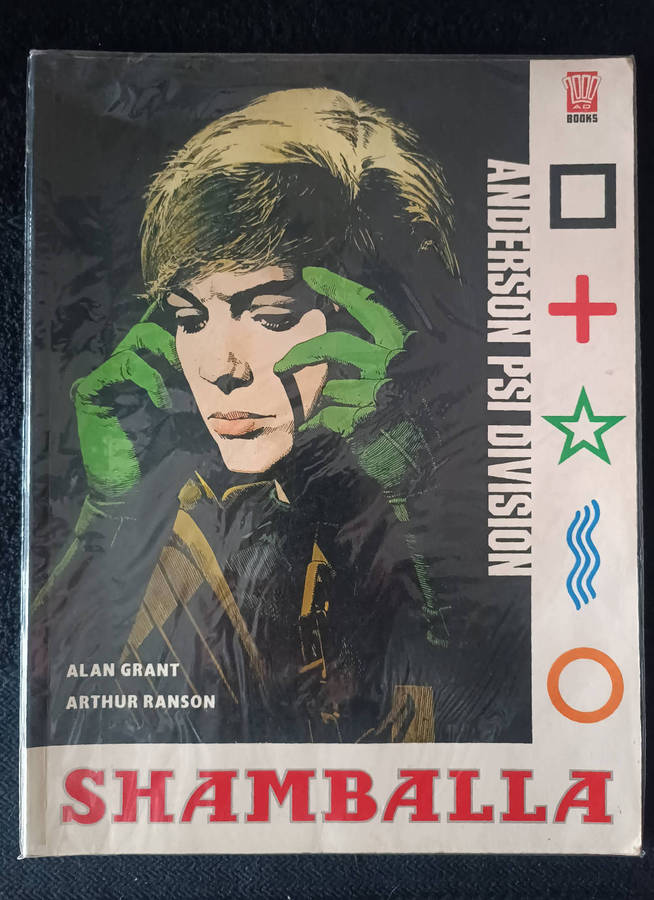 2000
AD
BOOKS
ANDERSON PSI DIVISION
ALAN GRANT
ARTHUR RANSON
SHAMBALLA